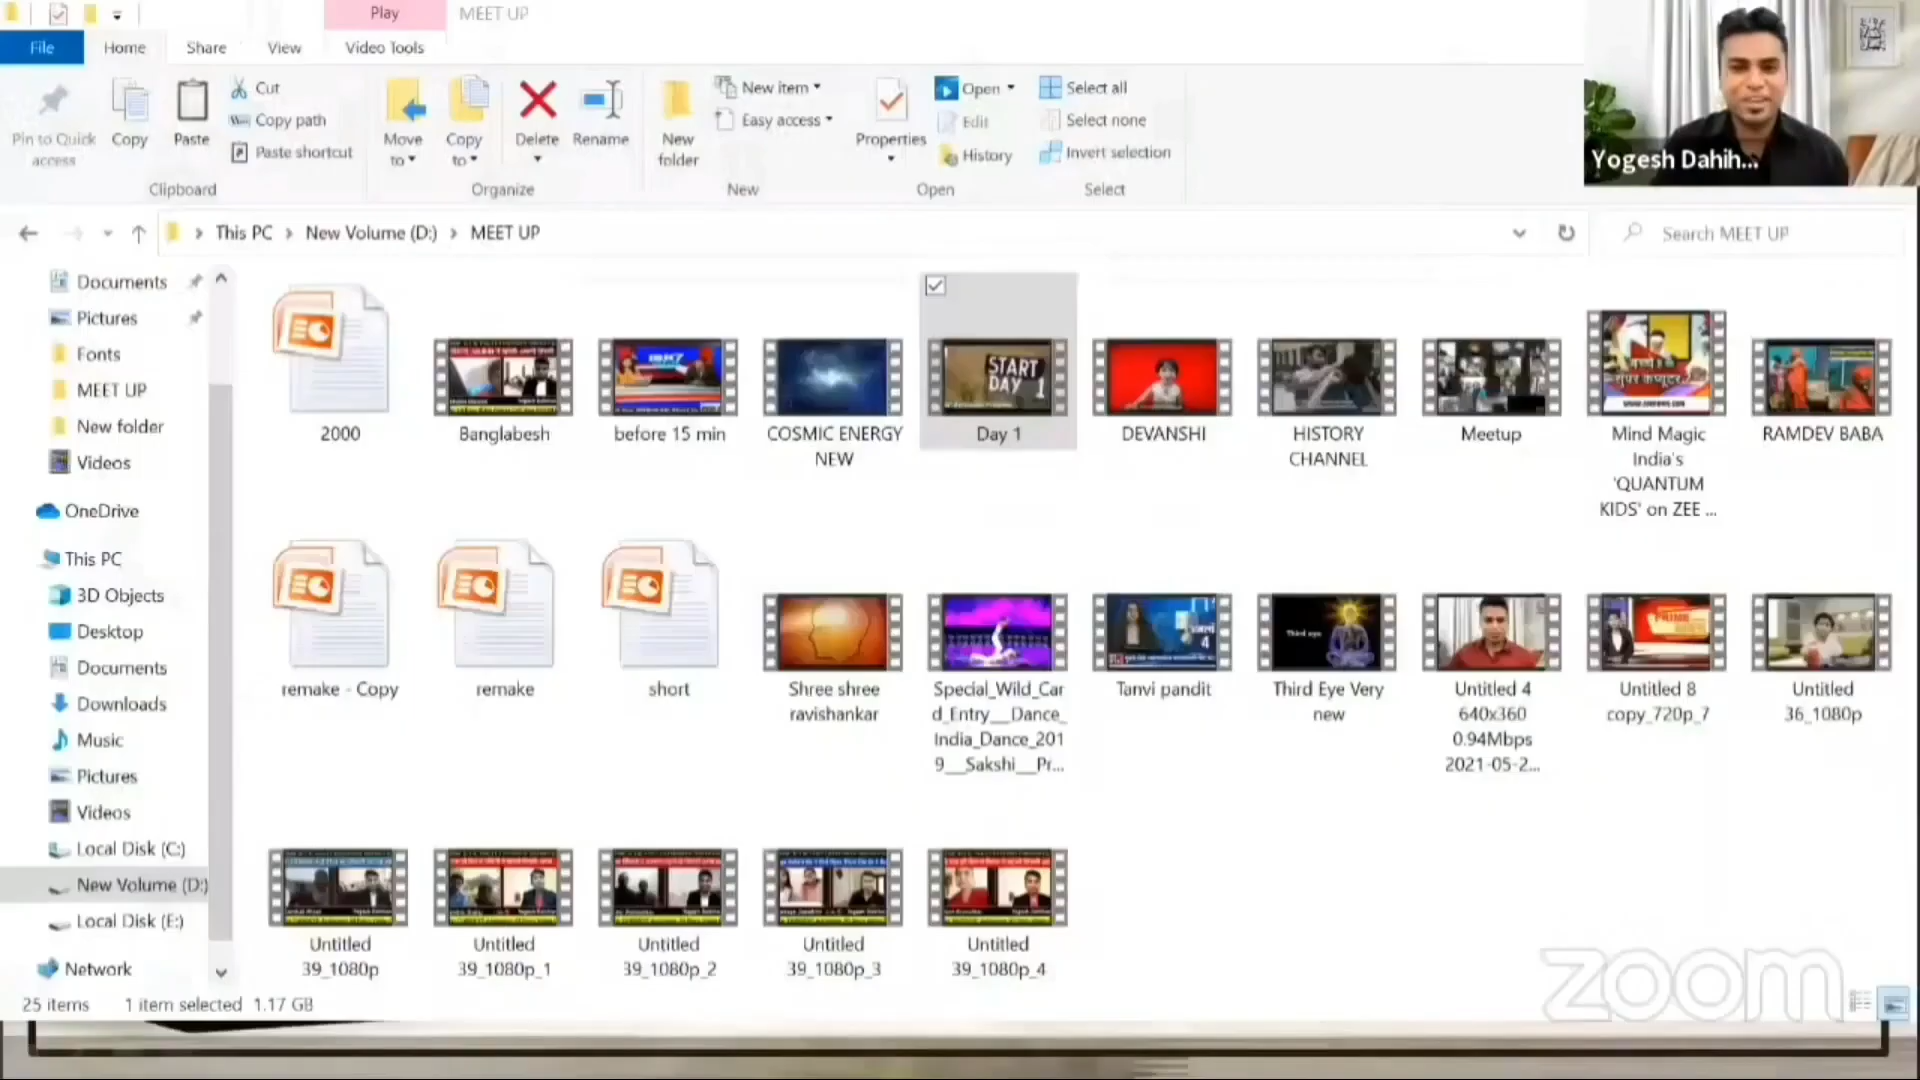 Play
MEET UP
File
Home
Share
View
Video Tools
Pin to Quick access
Copy
Paste
Cut
Copy path
Paste shortcut
Clipboard
Move to
Copy to
Delete
Rename
Organize
New folder
New item
Easy access
New
Properties
Open
Edit
History
Open
Select all
Select none
Invert selection
Select
Yogesh Dahih...
This PC
New Volume (D:)
MEET UP
Search MEET UP
Documents
Pictures
Fonts
MEET UP
New folder
Videos
OneDrive
This PC
3D Objects
Desktop
Documents
Downloads
Music
Pictures
Videos
Local Disk (C:)
New Volume (D:)
Local Disk (E:)
Network
START
DAY 1
2000
Banglabesh
before 15 min
COSMIC ENERGY
NEW
Day 1
DEVANSHI
HISTORY
CHANNEL
Meetup
Mind Magic
India's
'QUANTUM
KIDS' on ZEE ...
RAMDEV BABA
Third eye
remake - Copy
remake
short
Shree shree
ravishankar
Special_Wild_Car
d_Entry__Dance_
India_Dance_201
9__Sakshi__Pr...
Tanvi pandit
Third Eye Very
new
Untitled 4
640x360
0.94Mbps
2021-05-2...
Untitled 8
copy_720p_7
Untitled
36_1080p
Untitled
39_1080p
Untitled
39_1080p_1
Untitled
39_1080p_2
Untitled
39_1080p_3
Untitled
39_1080p_4
25 items
1 item selected 1.17 GB
zoom